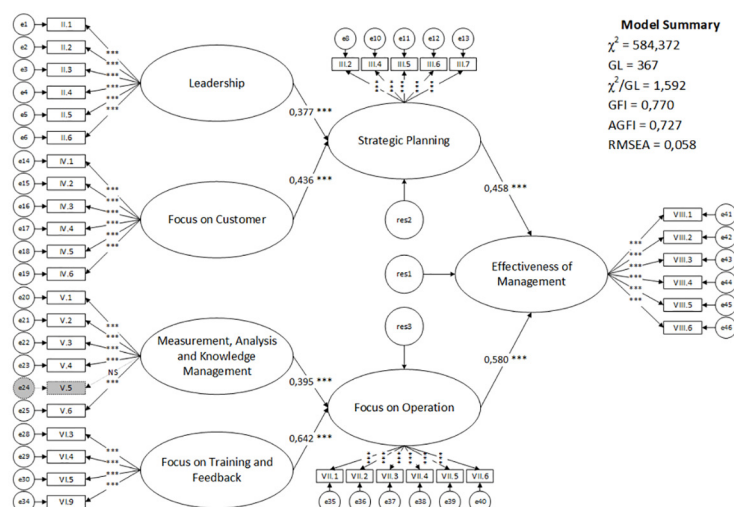 Model Summary
χ² = 584,372
GL = 367
χ²/GL = 1,592
GFI = 0,770
AGFI = 0,727
RMSEA = 0,058
e8 e10 e11 e12 e13
III.2 III.4 III.5 III.6 III.7
e1 II.1
e2 II.2 ***
e3 II.3 ***
e4 II.4 ***
e5 II.5 ***
e6 II.6 ***
***
Leadership
0,377 ***
Strategic Planning
0,436 ***
e14 IV.1
e15 IV.2 ***
e16 IV.3 ***
e17 IV.4 ***
e18 IV.5 ***
e19 IV.6 ***
***
Focus on Customer
res2
0,458 ***
res1
Effectiveness of
Management
*** VIII.1 e41
*** VIII.2 e42
*** VIII.3 e43
*** VIII.4 e44
*** VIII.5 e45
*** VIII.6 e46
e20 V.1
e21 V.2 ***
e22 V.3 ***
e23 V.4 ***
e24 V.5 NS
e25 V.6 ***
***
Measurement, Analysis
and Knowledge
Management
res3
0,395 ***
0,580 ***
Focus on Operation
0,642 ***
e28 VI.3
e29 VI.4 ***
e30 VI.5 ***
e34 VI.9 ***
***
Focus on Training and
Feedback
VII.1 VII.2 VII.3 VII.4 VII.5 VII.6
e35 e36 e37 e38 e39 e40